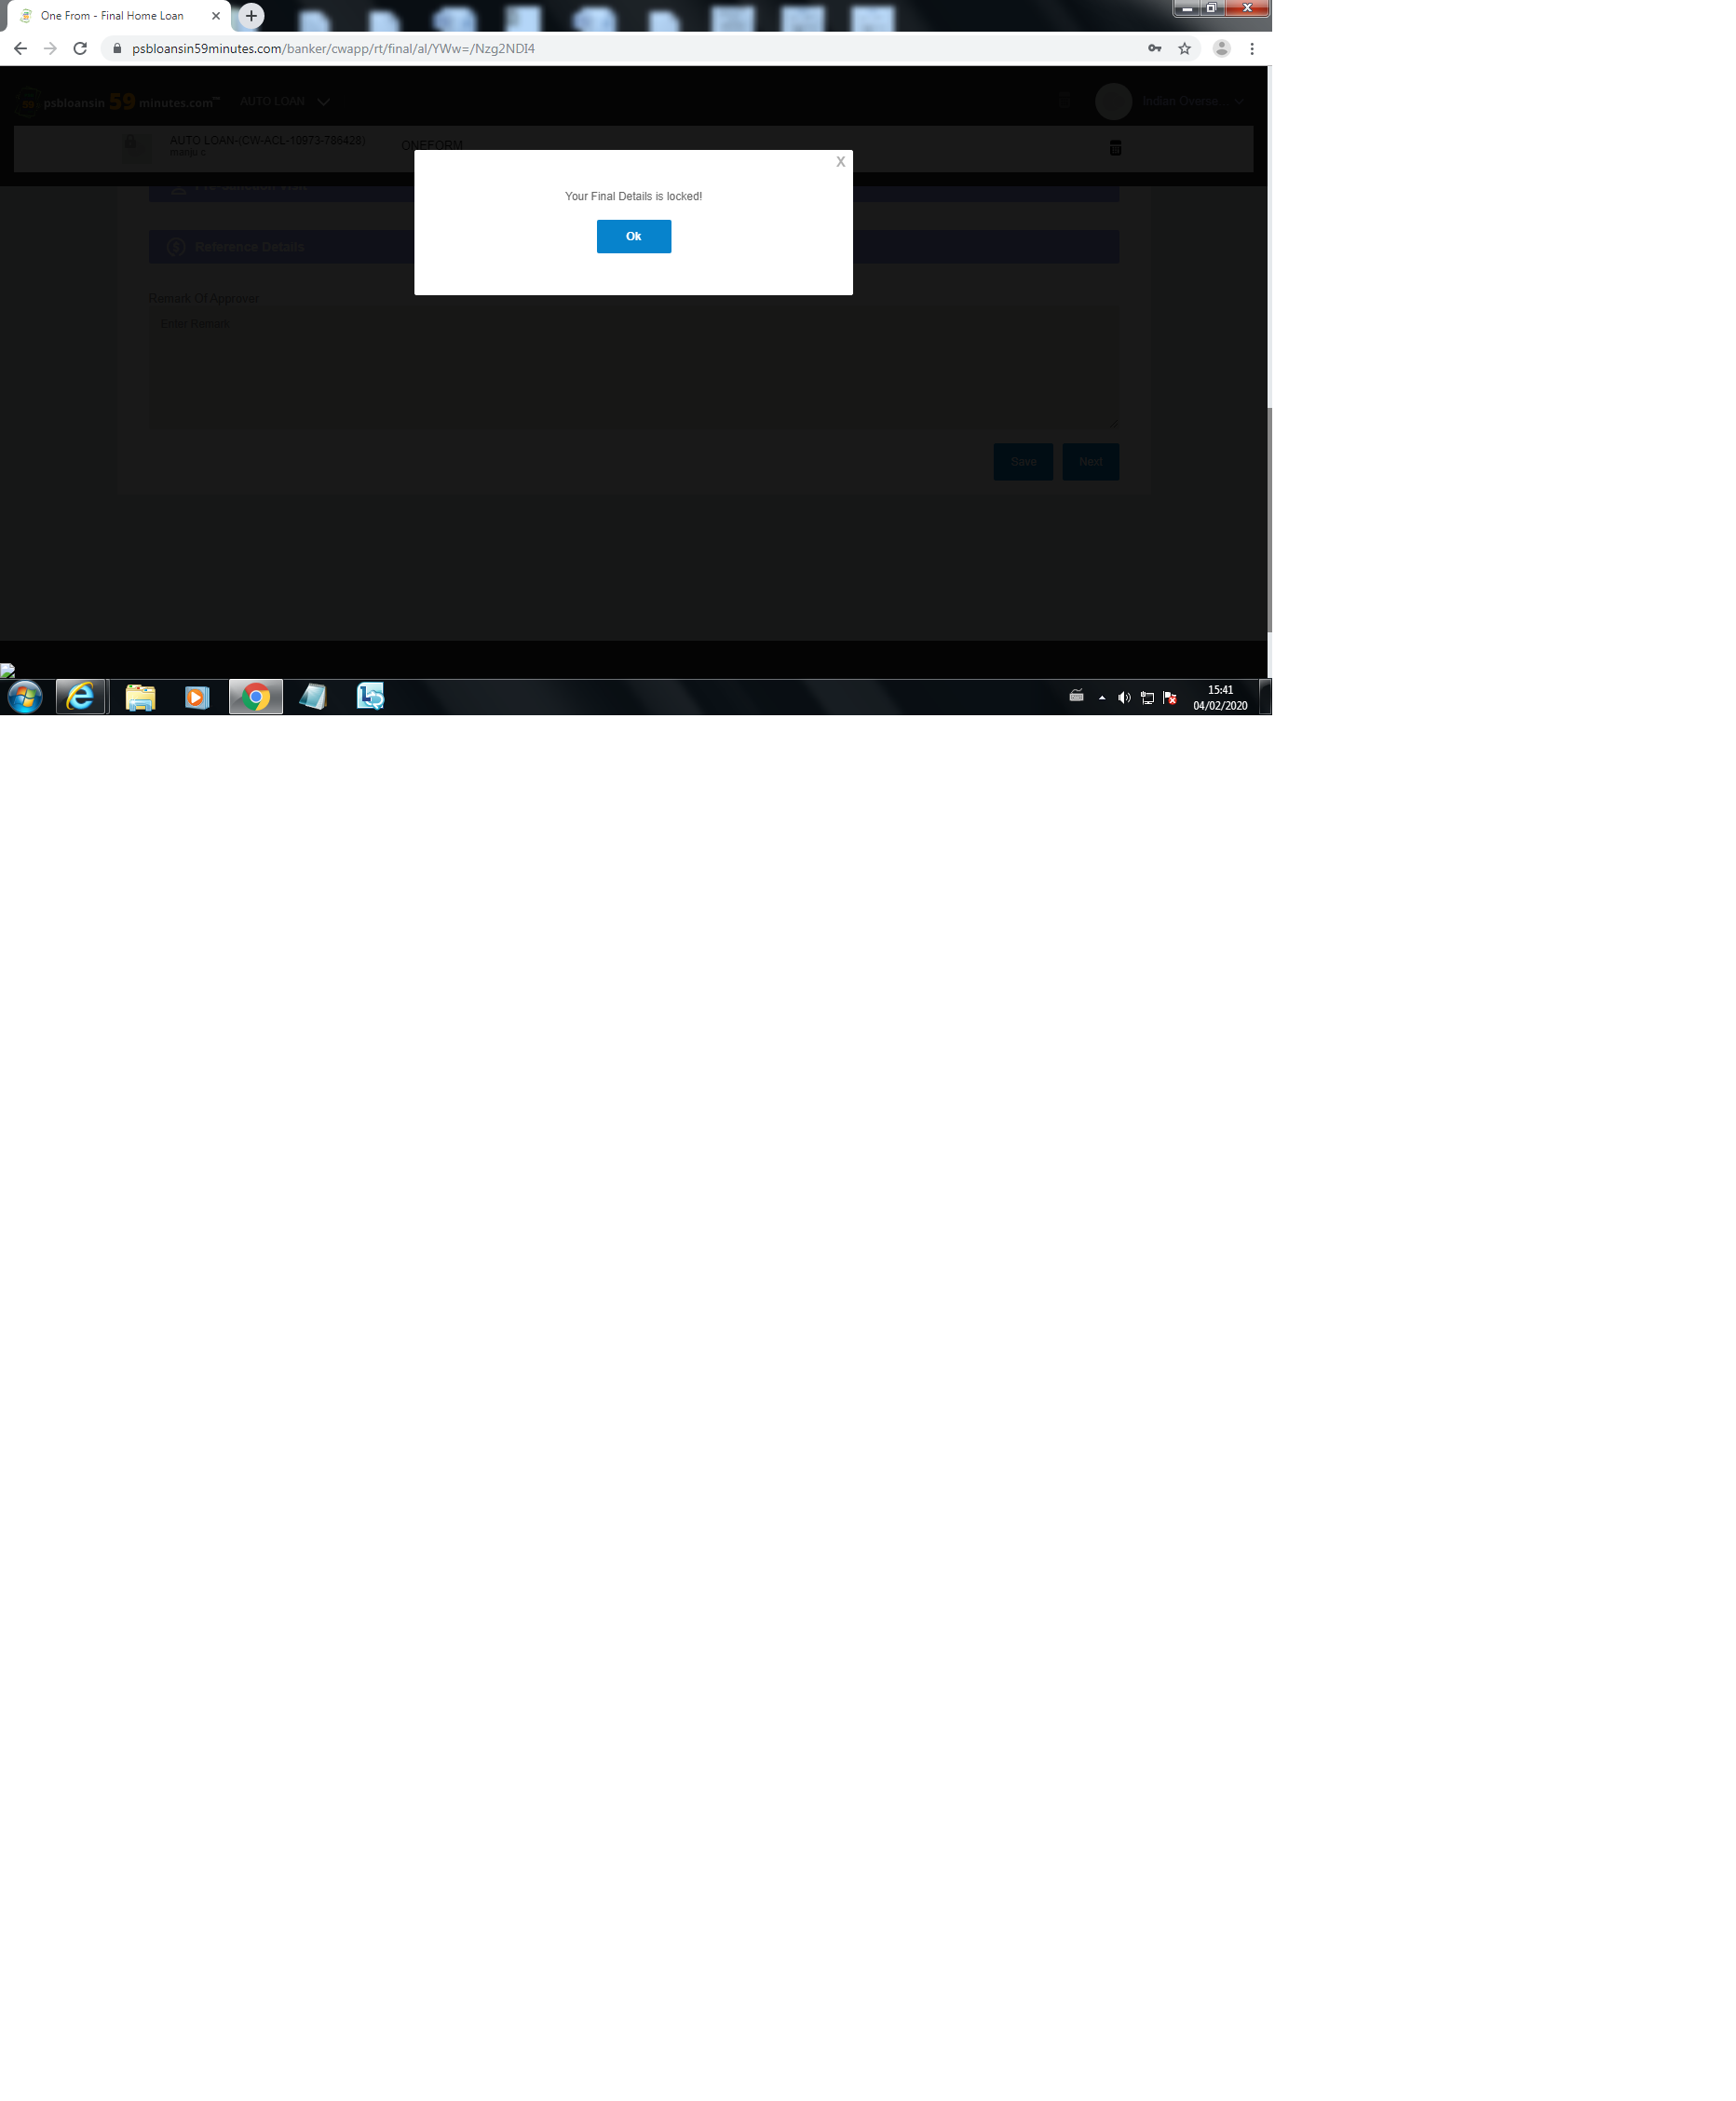 One From - Final Home Loan
psbloansin59minutes.com/banker/cwapp/rt/final/al/YWw=/Nzg2NDI4
psbloansin 59 minutes.com™ AUTO LOAN
Indian Overse...
AUTO LOAN-(CW-ACL-10973-786428)
manju c
ONEFORM
X
Your Final Details is locked!
Ok
Pre-Sanction Visit
Reference Details
Remark Of Approver
Enter Remark
Save Next
15:41
04/02/2020